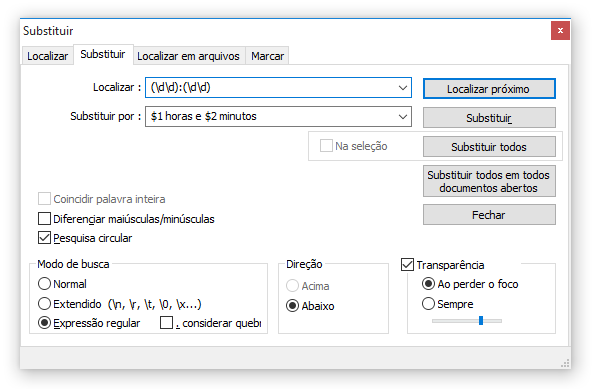 Substituir
Localizar Substituir Localizar em arquivos Marcar
Localizar : (\d\d):(\d\d) Localizar próximo
Substituir por : $1 horas e $2 minutos Substituir
Na seleção Substituir todos
Substituir todos em todos
documentos abertos
Coincidir palavra inteira
Diferençiar maiúsculas/minúsculas
Fechar
Pesquisa circular
Modo de busca Direção Transparência
Normal Acima Ao perder o foco
Extendido (\n, \r, \t, \0, \x...) Abaixo Sempre
Expressão regular . considerar quebr